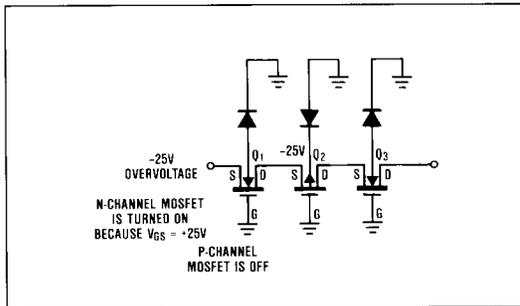 -25V
OVERVOLTAGE
Q1
-25V
Q2
Q3
S
D
S
D
S
D
G
G
G
N-CHANNEL MOSFET
IS TURNED ON
BECAUSE VGS = +25V
P-CHANNEL
MOSFET IS OFF